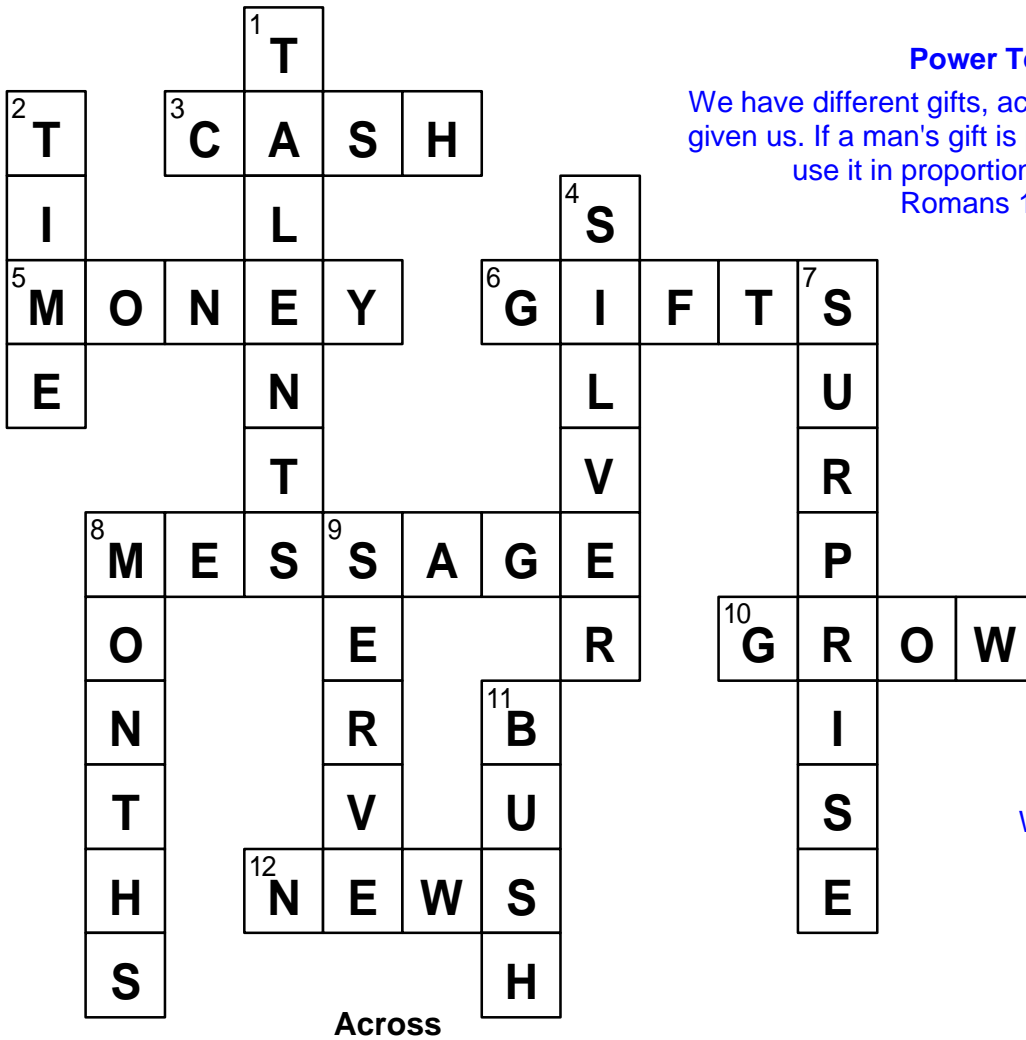 1 T
Power To
2 T 3 C A S H
We have different gifts, ac
given us. If a man's gift is
use it in proportion
I L 4 S
Romans 1
5 M O N E Y 6 G I F T 7 S
E N L U
T V R
8 M E S 9 S A G E P
O E R 10 G R O W
N R 11 B I
T V U S
W
H 12 N E W S E
S H
Across